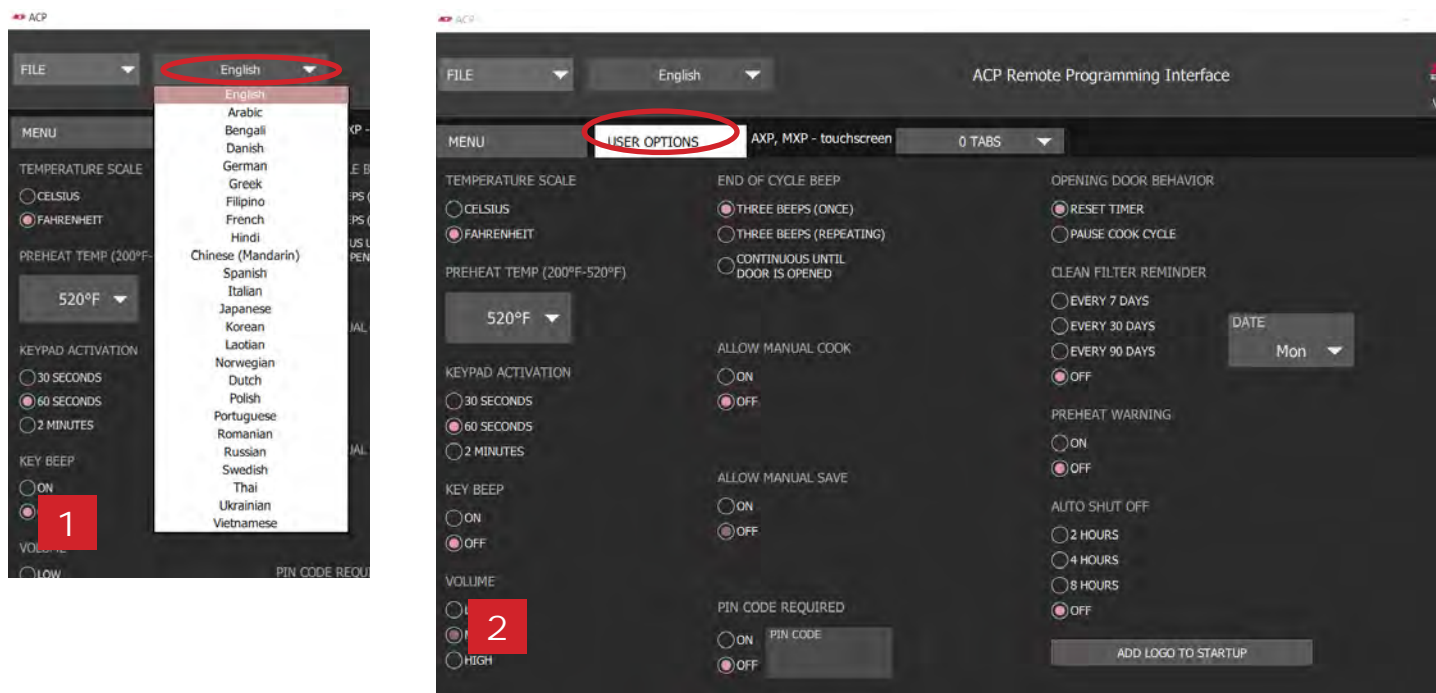 ACP
FILE
English
English
Arabic
Bengali
Danish
German
Greek
Filipino
French
Hindi
Chinese (Mandarin)
Spanish
Italian
Japanese
Korean
Laotian
Norwegian
Dutch
Polish
Portuguese
Romanian
Russian
Swedish
Thai
Ukrainian
Vietnamese
MENU
TEMPERATURE SCALE
CELSIUS
FAHRENHEIT
PREHEAT TEMP (200°F-
520°F
KEYPAD ACTIVATION
30 SECONDS
60 SECONDS
2 MINUTES
KEY BEEP
ON
1
LOW
PIN CODE REQU
ACP
FILE
English
ACP Remote Programming Interface
MENU
USER OPTIONS
AXP, MXP - touchscreen
0 TABS
TEMPERATURE SCALE
CELSIUS
FAHRENHEIT
PREHEAT TEMP (200°F-520°F)
520°F
KEYPAD ACTIVATION
30 SECONDS
60 SECONDS
2 MINUTES
KEY BEEP
ON
OFF
VOLUME
2
HIGH
END OF CYCLE BEEP
THREE BEEPS (ONCE)
THREE BEEPS (REPEATING)
CONTINUOUS UNTIL
DOOR IS OPENED
ALLOW MANUAL COOK
ON
OFF
ALLOW MANUAL SAVE
ON
OFF
PIN CODE REQUIRED
ON
PIN CODE
OFF
OPENING DOOR BEHAVIOR
RESET TIMER
PAUSE COOK CYCLE
CLEAN FILTER REMINDER
EVERY 7 DAYS
EVERY 30 DAYS
EVERY 90 DAYS
OFF
DATE
Mon
PREHEAT WARNING
ON
OFF
AUTO SHUT OFF
2 HOURS
4 HOURS
8 HOURS
OFF
ADD LOGO TO STARTUP